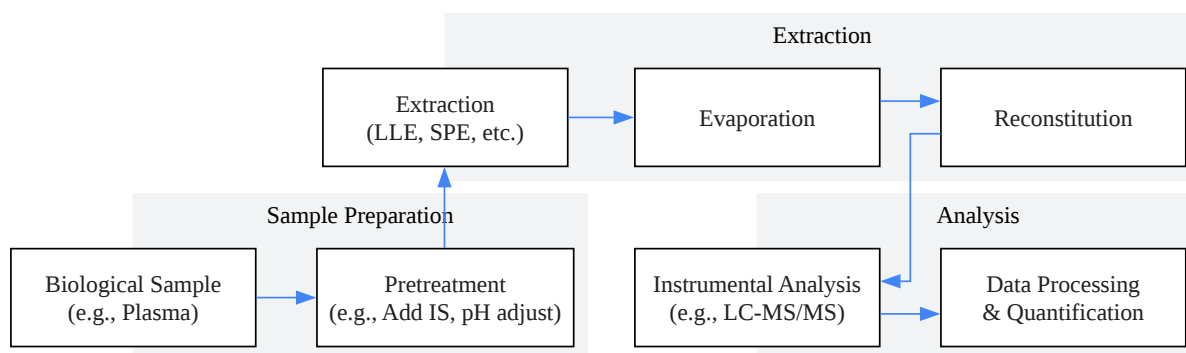 Extraction
Extraction
(LLE, SPE, etc.)
Evaporation
Reconstitution
Sample Preparation
Analysis
Biological Sample
(e.g., Plasma)
Pretreatment
(e.g., Add IS, pH adjust)
Instrumental Analysis
(e.g., LC-MS/MS)
Data Processing
& Quantification